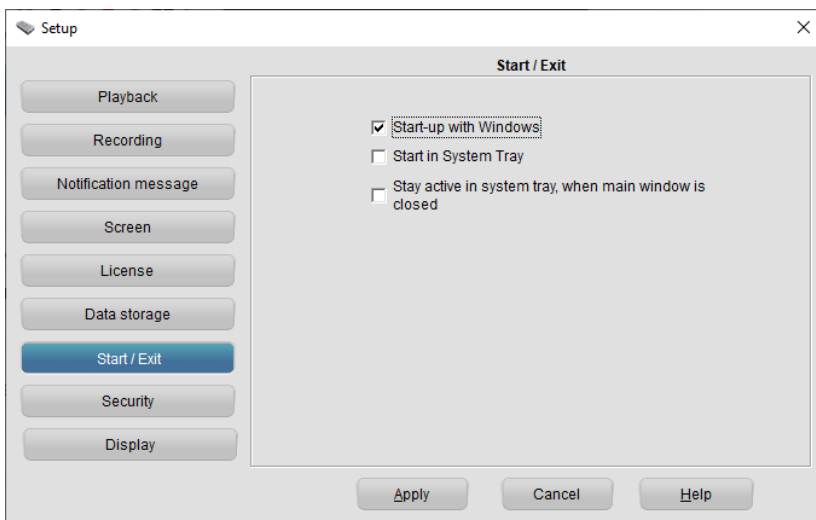 Setup
Start / Exit
Playback
Recording
Notification message
Screen
License
Data storage
Start / Exit
Security
Display
Start-up with Windows
Start in System Tray
Stay active in system tray, when main window is
closed
Apply
Cancel
Help